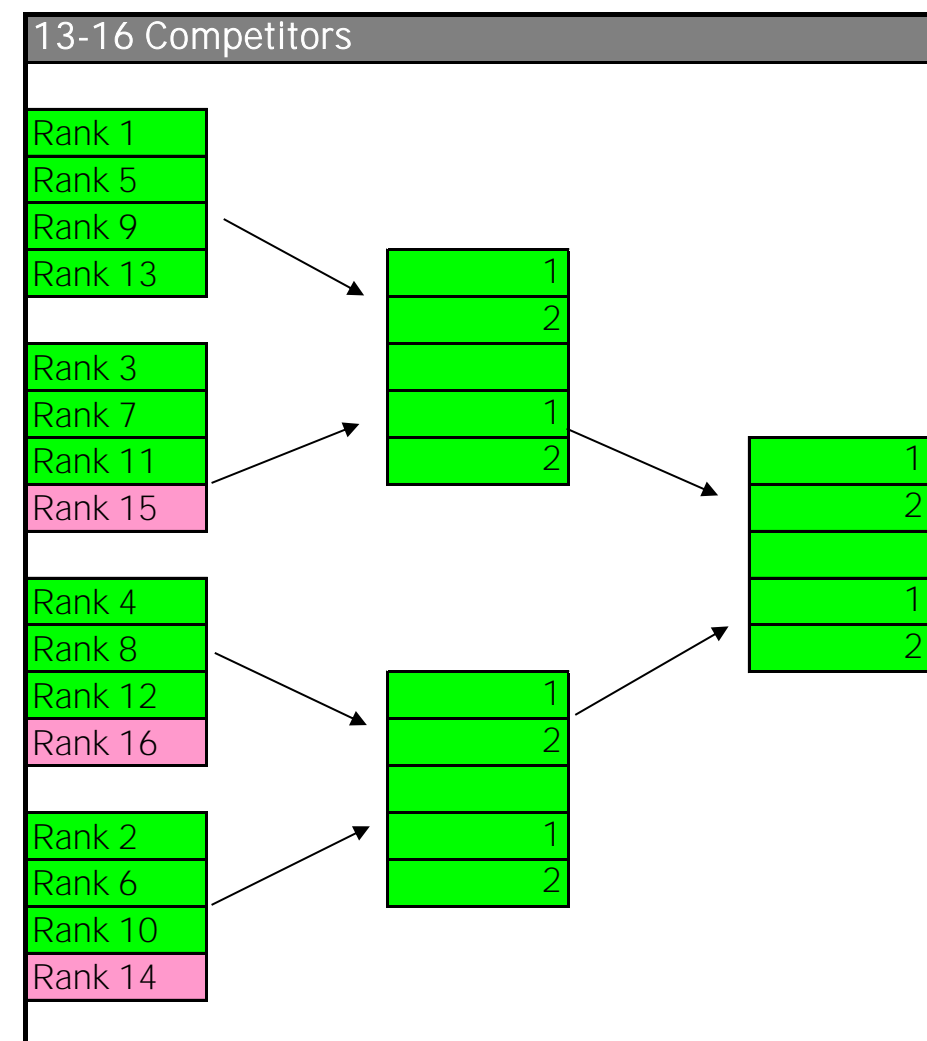 13-16 Competitors
Rank 1
Rank 5
Rank 9
Rank 13
Rank 3
Rank 7
Rank 11
Rank 15
Rank 4
Rank 8
Rank 12
Rank 16
Rank 2
Rank 6
Rank 10
Rank 14
1
2
1
2
1
2
1
2
1
2
1
2